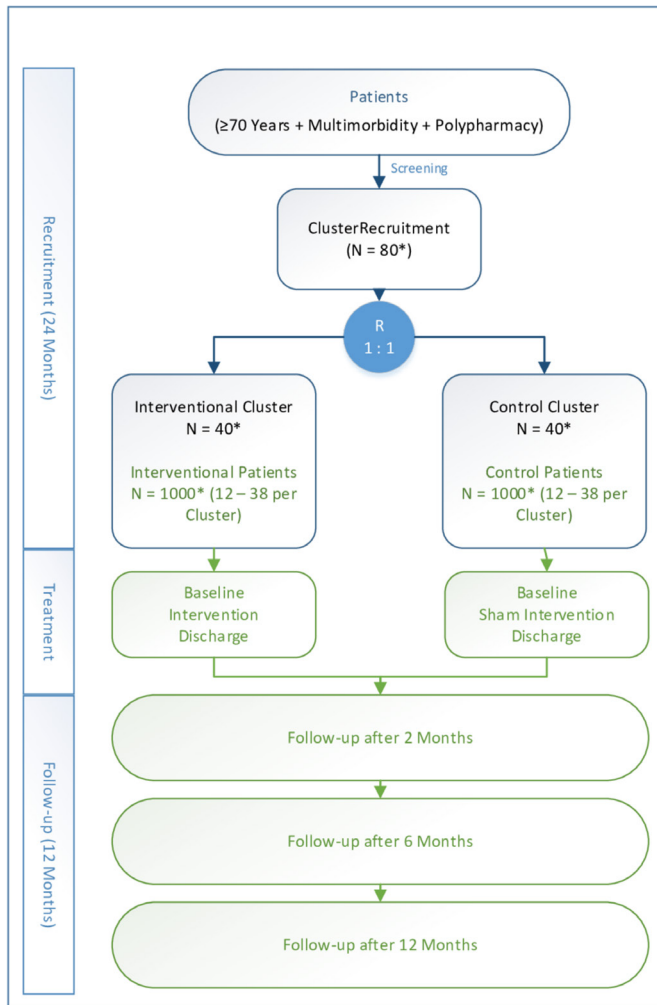 Recruitment (24 Months)
Patients
(≥70 Years + Multimorbidity + Polypharmacy)
Screening
ClusterRecruitment
(N = 80*)
R
1 : 1
Interventional Cluster
N = 40*
Interventional Patients
N = 1000* (12 – 38 per
Cluster)
Control Cluster
N = 40*
Control Patients
N = 1000* (12 – 38 per
Cluster)
Treatment
Baseline
Intervention
Discharge
Baseline
Sham Intervention
Discharge
Follow-up (12 Months)
Follow-up after 2 Months
Follow-up after 6 Months
Follow-up after 12 Months